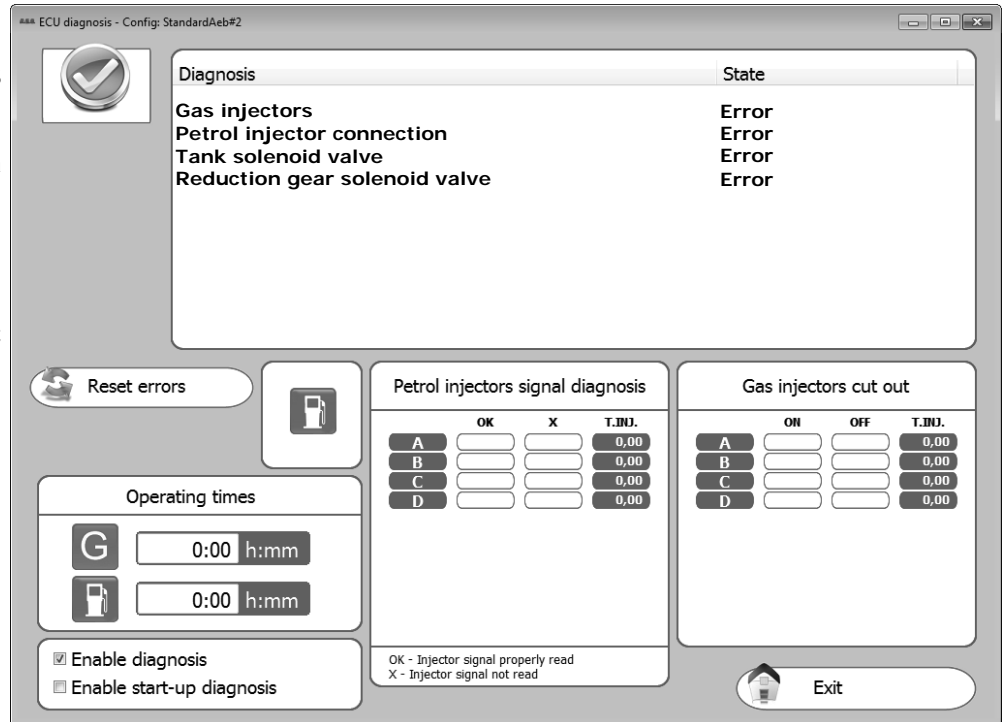 ECU diagnosis - Config: StandardAeb#2
Diagnosis State
Gas injectors Error
Petrol injector connection Error
Tank solenoid valve Error
Reduction gear solenoid valve Error
Reset errors
Operating times
G 0:00 h:mm
0:00 h:mm
Enable diagnosis
Enable start-up diagnosis
Petrol injectors signal diagnosis
OK X T.INJ.
A 0,00
B 0,00
C 0,00
D 0,00
OK - Injector signal properly read
X - Injector signal not read
Gas injectors cut out
ON OFF T.INJ.
A 0,00
B 0,00
C 0,00
D 0,00
Exit